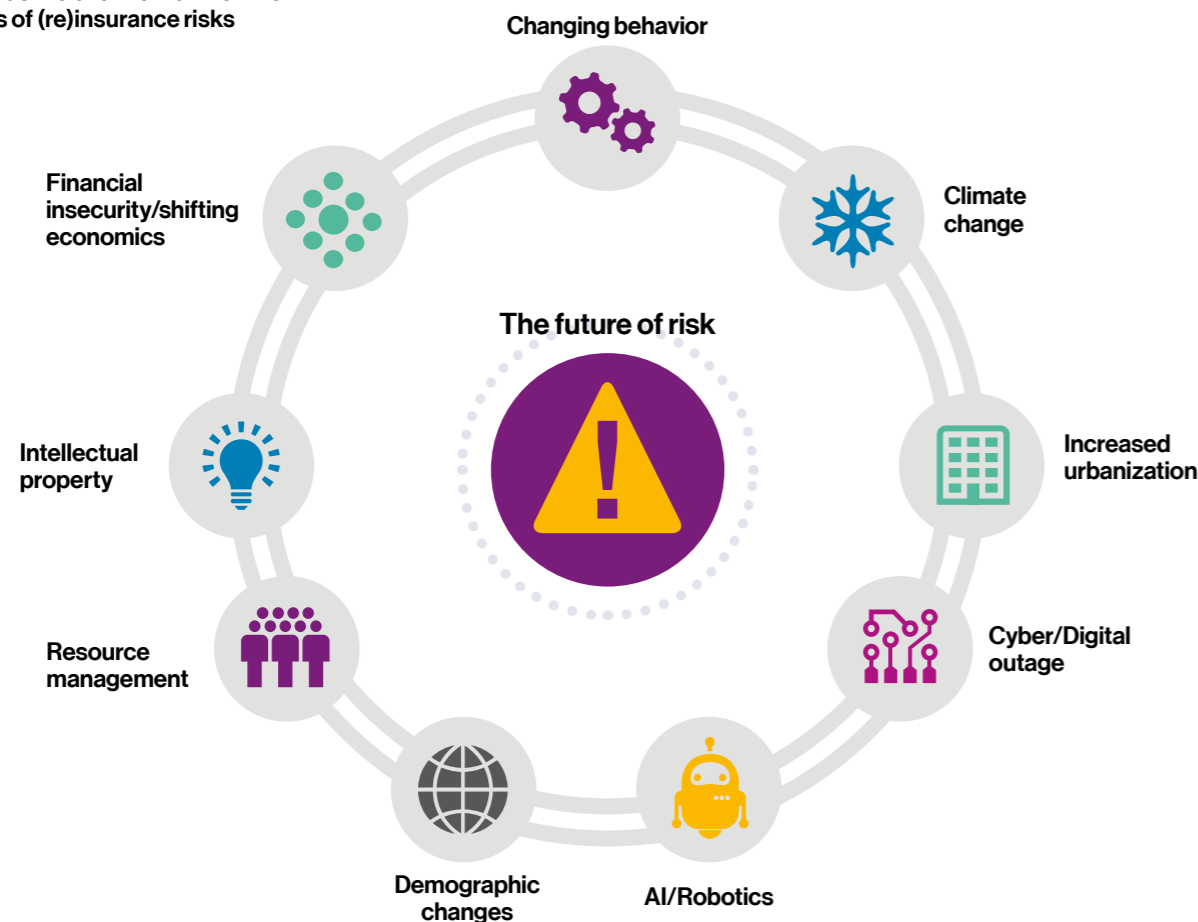 s of (re)insurance risks
Changing behavior
Financial
insecurity/shifting
economics
Climate
change
The future of risk
Intellectual
property
Increased
urbanization
Resource
management
Cyber/Digital
outage
Demographic
changes
AI/Robotics